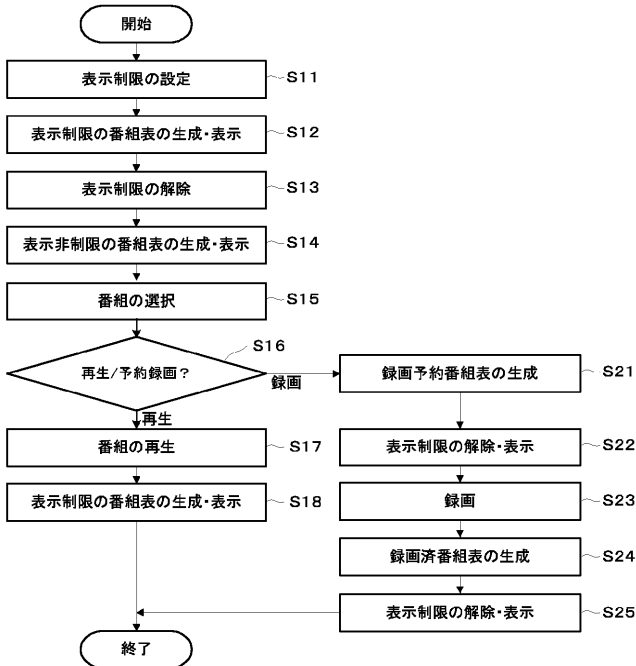 開始
表示制限の設定
S11
表示制限の番組表の生成・表示
S12
表示制限の解除
S13
表示非制限の番組表の生成・表示
S14
番組の選択
S15
再生/予約録画?
S16
録画
再生
番組の再生
S17
表示制限の番組表の生成・表示
S18
録画予約番組表の生成
S21
表示制限の解除・表示
S22
録画
S23
録画済番組表の生成
S24
表示制限の解除・表示
S25
終了